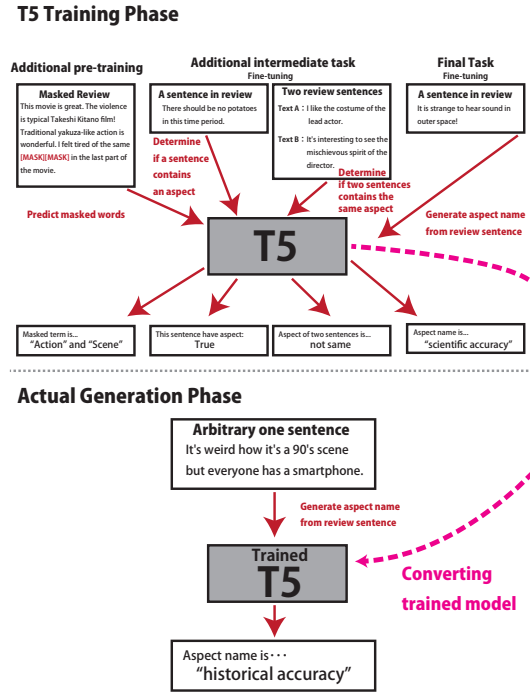 T5 Training Phase
Additional pre-training
Additional intermediate task
Fine-tuning
Final Task
Fine-tuning
Masked Review
This movie is great. The violence
is typical Takeshi Kitano film!
Traditional yakuza-like action is
wonderful. I felt tired of the same
[MASK][MASK] in the last part of
the movie.
A sentence in review
There should be no potatoes
in this time period.
Two review sentences
Text A : I like the costume of the
lead actor.
Text B : It's interesting to see the
mischievous spirit of the
director.
A sentence in review
It is strange to hear sound in
outer space!
Predict masked words
Determine
if a sentence
contains
an aspect
Determine
if two sentences
contains the
same aspect
Generate aspect name
from review sentence
T5
Masked term is...
"Action" and "Scene"
This sentence have aspect:
True
Aspect of two sentences is...
not same
Aspect name is...
"scientific accuracy"
Actual Generation Phase
Arbitrary one sentence
It's weird how it's a 90's scene
but everyone has a smartphone.
Generate aspect name
from review sentence
Trained
T5
Converting
trained model
Aspect name is···
"historical accuracy"